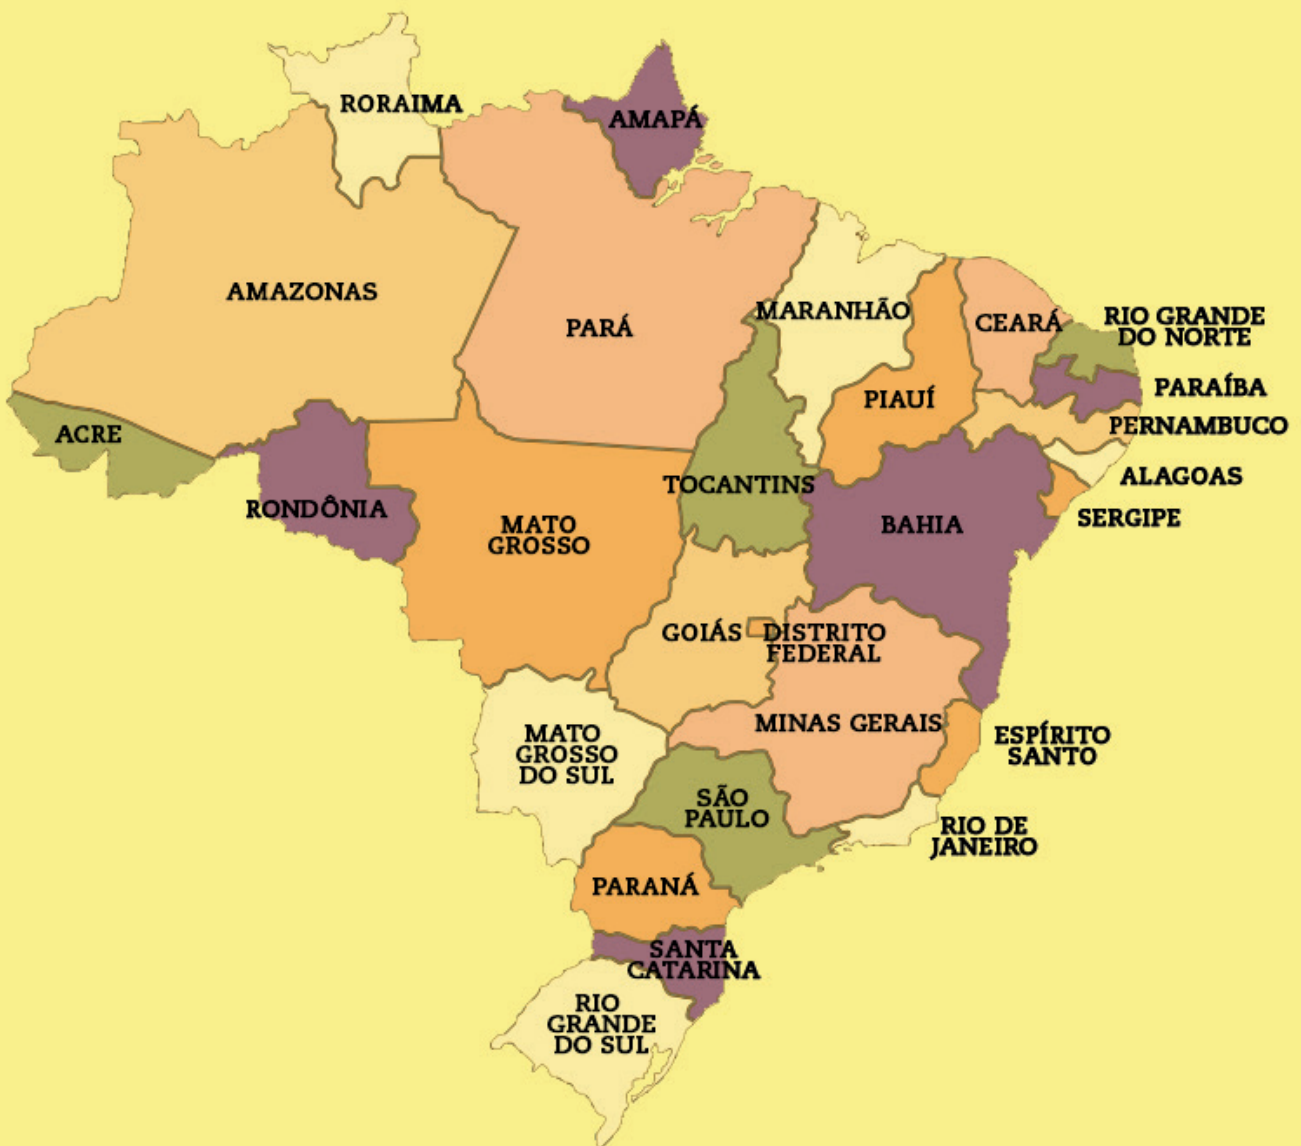 RORAIMA
AMAPÁ
AMAZONAS
PARÁ
MARANHÃO
CEARÁ
RIO GRANDE
DO NORTE
PIAUÍ
PARAÍBA
ACRE
PERNAMBUCO
TOCANTINS
ALAGOAS
RONDÔNIA
MATO
GROSSO
BAHIA
SERGIPE
GOIÁS
DISTRITO
FEDERAL
MINAS GERAIS
ESPÍRITO
SANTO
MATO
GROSSO
DO SUL
SÃO
PAULO
RIO DE
JANEIRO
PARANÁ
SANTA
CATARINA
RIO
GRANDE
DO SUL